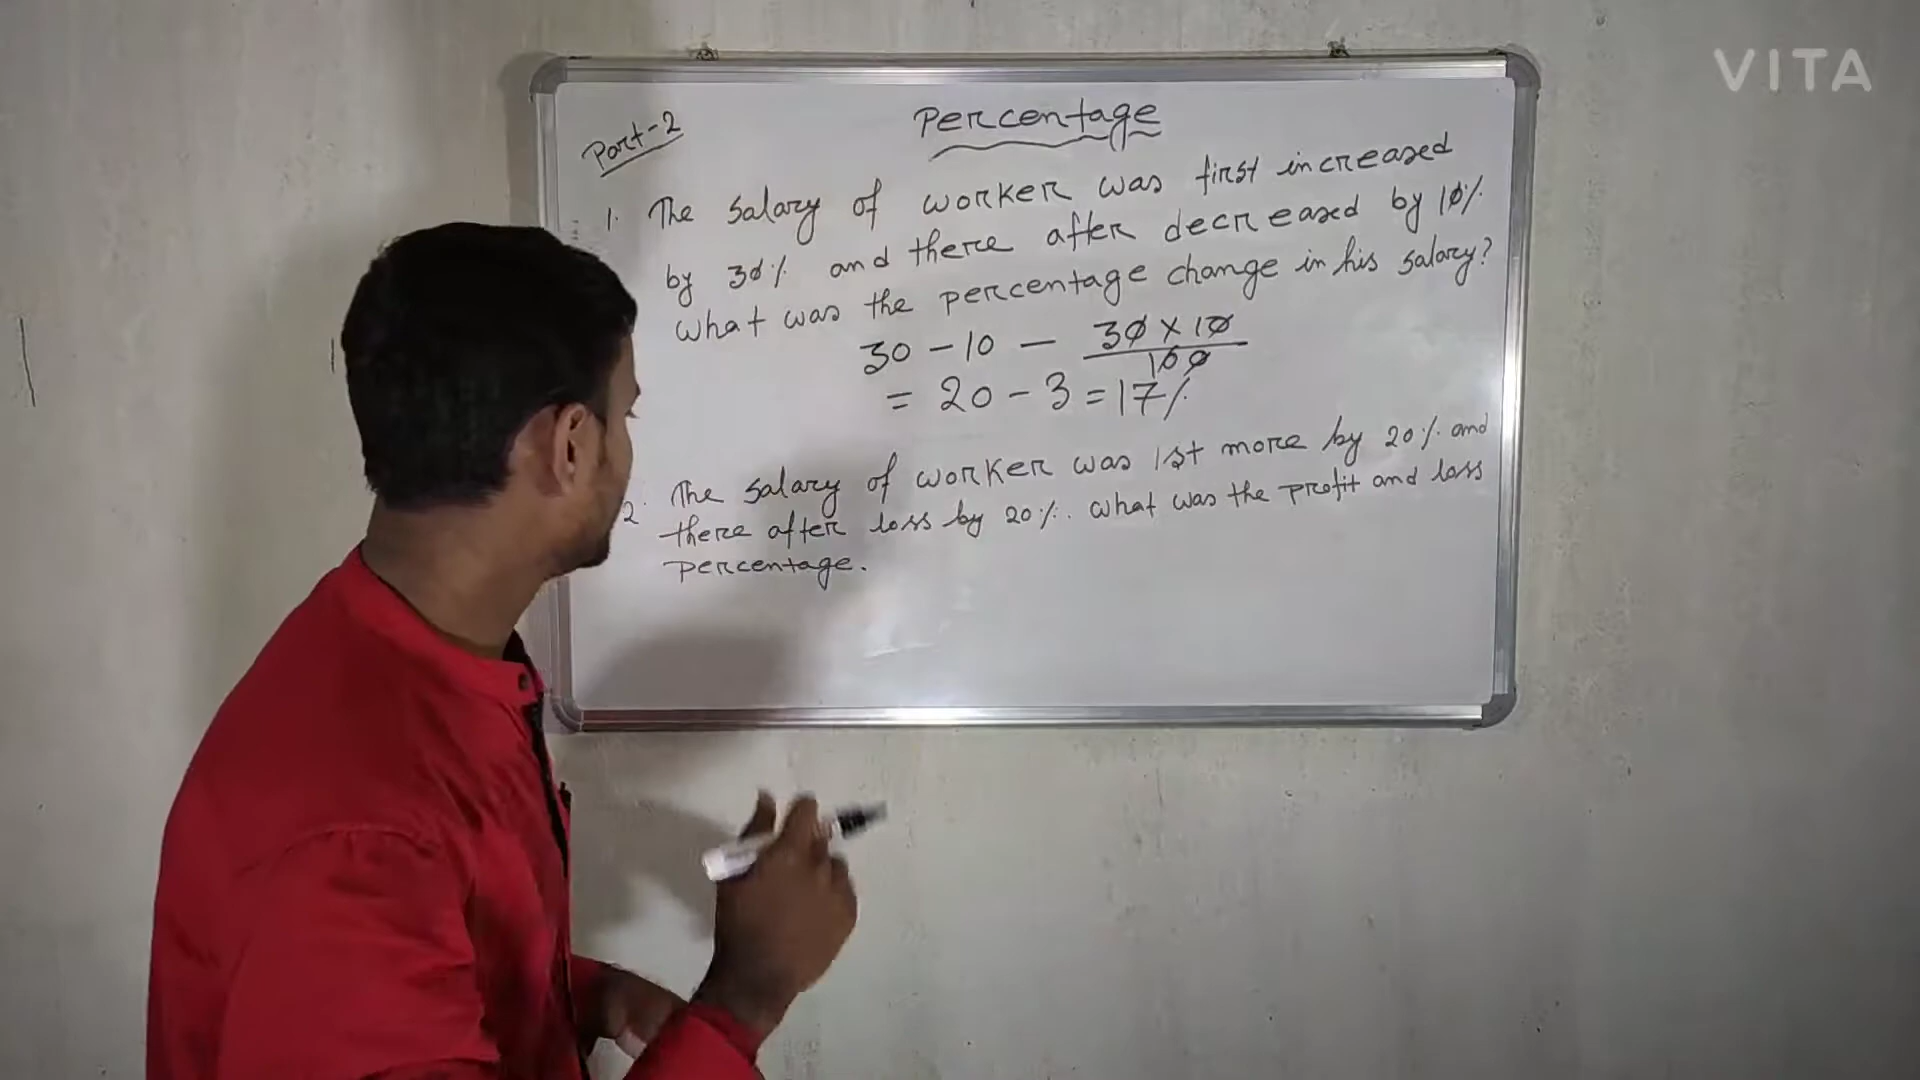 VITA
Part-2
Percentage
1. The salary of worker was first increased
by 30% and there after decreased by 10%
what was the percentage change in his salary?
30 - 10 - 30 x 10
100
= 20 - 3 = 17%
2. The salary of worker was 1st more by 20% and
there after loss by 20%. What was the profit and loss
percentage.